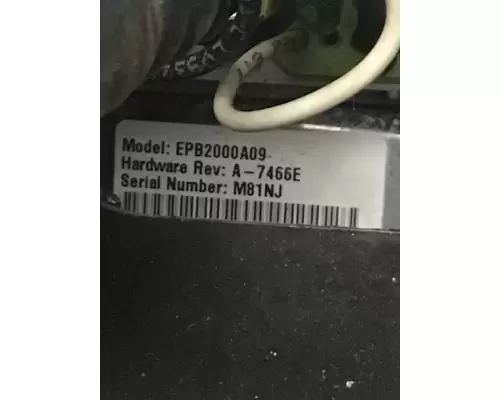 Model: EPB2000A09
Hardware Rev: A-7466E
Serial Number: M81NJ